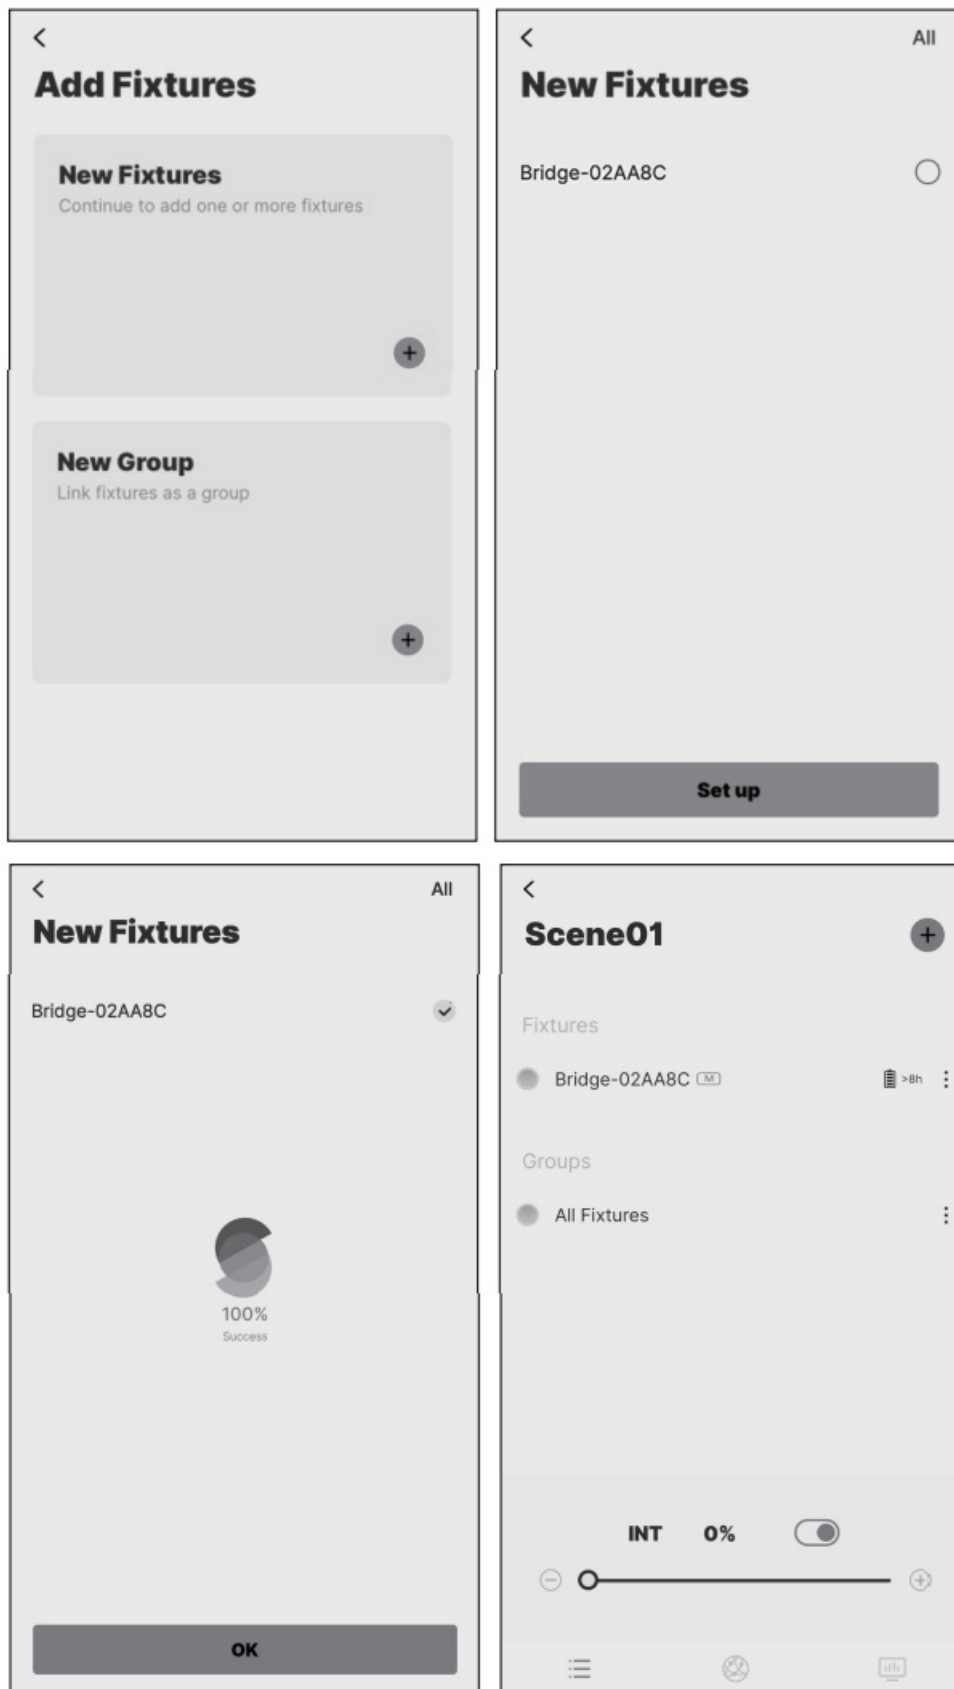 Add Fixtures
New Fixtures
Continue to add one or more fixtures
New Group
Link fixtures as a group
All
New Fixtures
Bridge-02AA8C
Set up
All
New Fixtures
Bridge-02AA8C
100%
Success
OK
Scene01
Fixtures
Bridge-02AA8C M >8h
Groups
All Fixtures
INT 0%